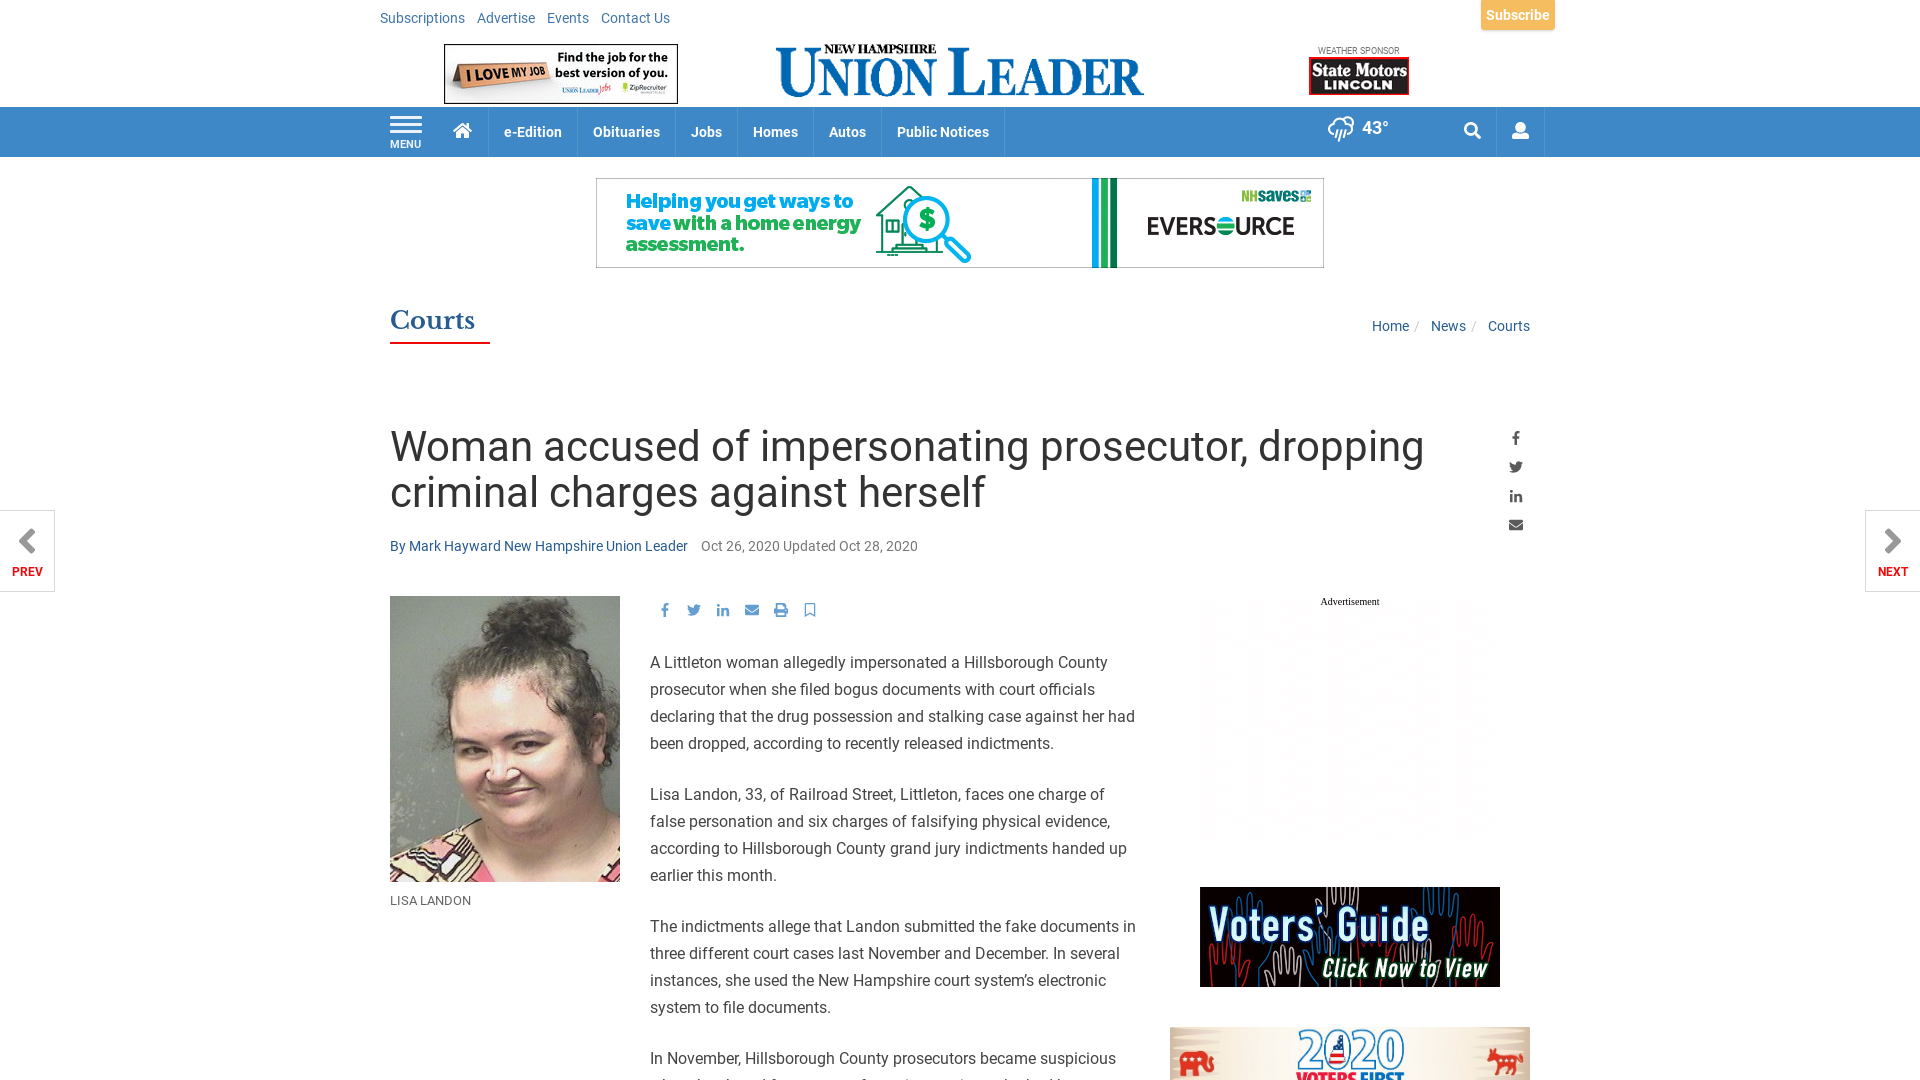 Subscriptions Advertise Events Contact Us
Subscribe
Find the job for the
best version of you.
I LOVE MY JOB
UNION LEADER Jobs ZipRecruiter
NEW HAMPSHIRE
UNION LEADER
WEATHER SPONSOR
State Motors
LINCOLN
MENU
e-Edition Obituaries Jobs Homes Autos Public Notices
43°
Helping you get ways to
save with a home energy
assessment.
$
NHsaves
EVERSOURCE
Courts
Home / News / Courts
Woman accused of impersonating prosecutor, dropping
criminal charges against herself
By Mark Hayward New Hampshire Union Leader Oct 26, 2020 Updated Oct 28, 2020
PREV
NEXT
LISA LANDON
A Littleton woman allegedly impersonated a Hillsborough County
prosecutor when she filed bogus documents with court officials
declaring that the drug possession and stalking case against her had
been dropped, according to recently released indictments.
Lisa Landon, 33, of Railroad Street, Littleton, faces one charge of
false personation and six charges of falsifying physical evidence,
according to Hillsborough County grand jury indictments handed up
earlier this month.
The indictments allege that Landon submitted the fake documents in
three different court cases last November and December. In several
instances, she used the New Hampshire court system’s electronic
system to file documents.
In November, Hillsborough County prosecutors became suspicious
Advertisement
Voters' Guide
Click Now to View
2020
VOTERS FIRST